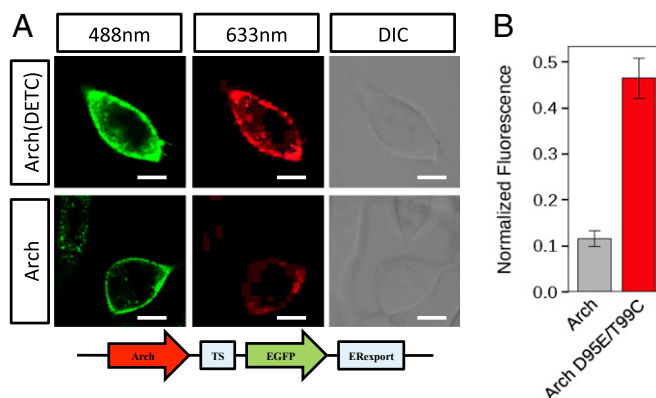 A
488nm 633nm DIC
Arch(DETC)
Arch
Arch TS EGFP ERexport
B
Normalized Fluorescence
0.5
0.4
0.3
0.2
0.1
0.0
Arch
Arch D95E/T99C